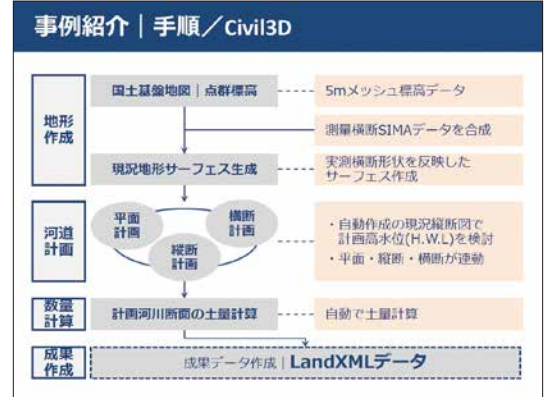 事例紹介｜手順／Civil3D
地形
作成
国土基盤地図｜点群標高
5mメッシュ標高データ
測量横断SIMAデータを合成
現況地形サーフェス生成
実測横断形状を反映した
サーフェス作成
河道
計画
平面
計画
横断
計画
縦断
計画
・自動作成の現況縦断図で
計画高水位(H.W.L)を検討
・平面・縦断・横断が連動
数量
計算
計画河川断面の土量計算
自動で土量計算
成果
作成
成果データ作成｜LandXMLデータ